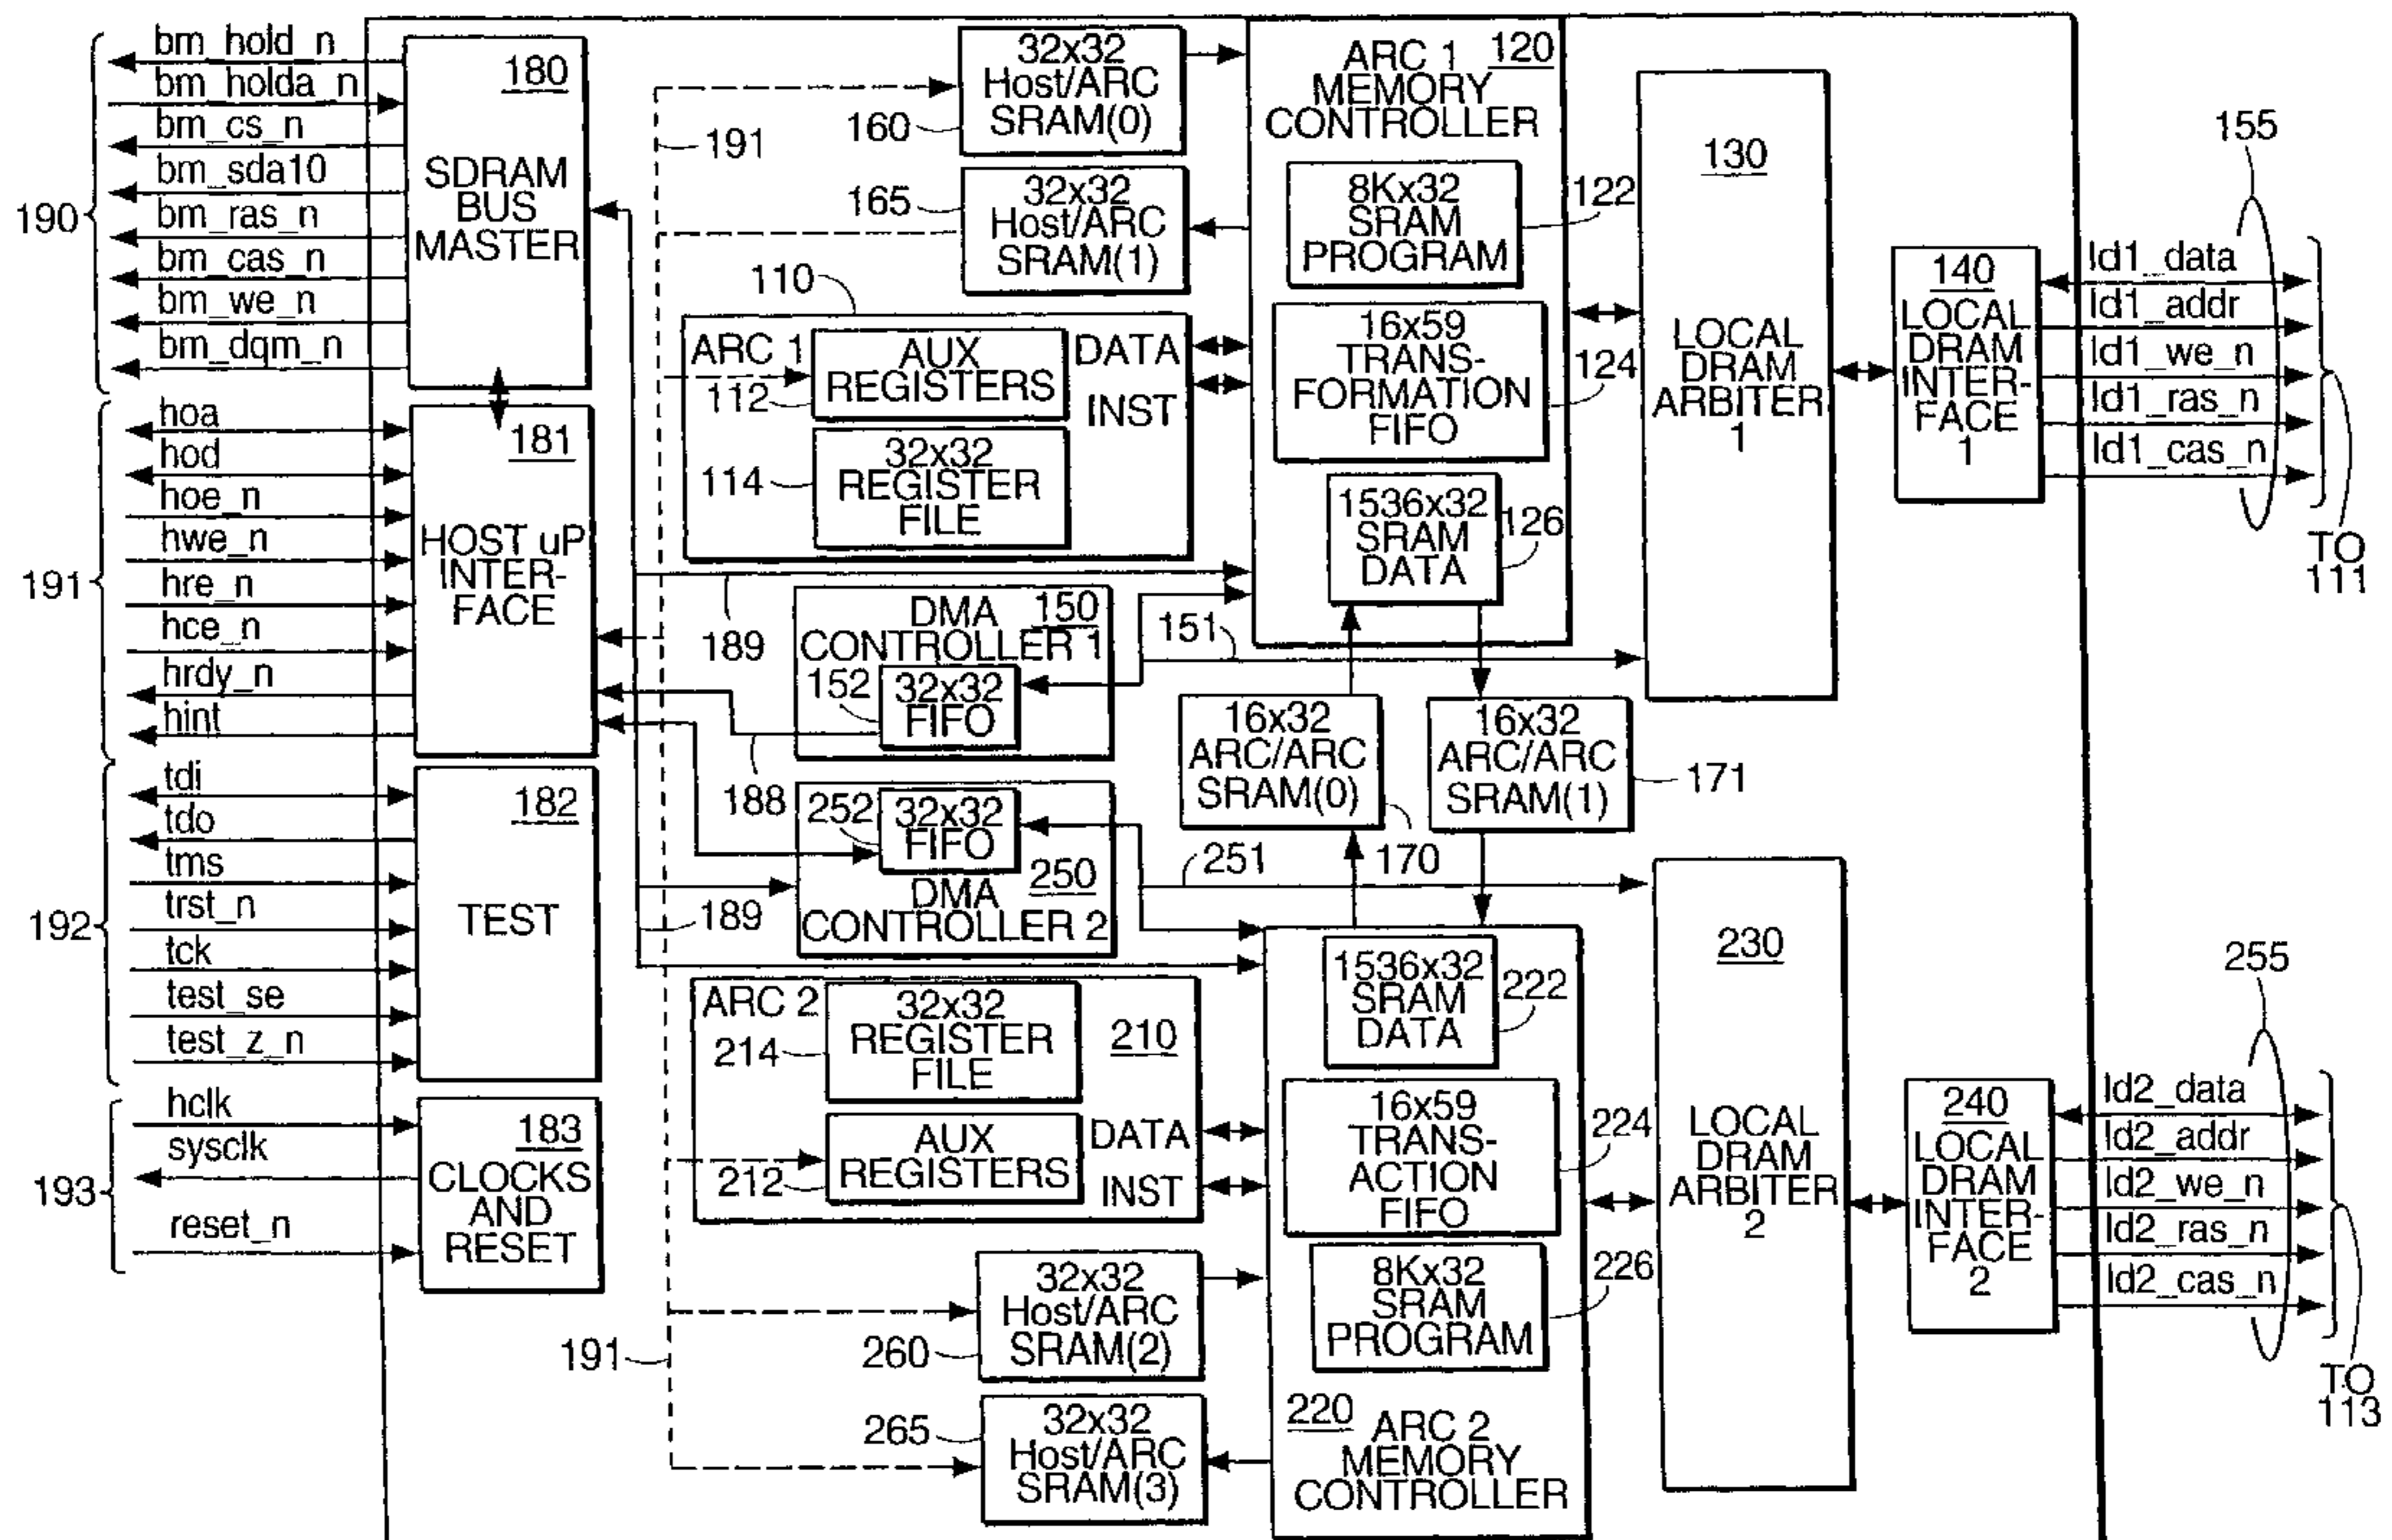 bm_hold_n
bm_holda_n
bm_cs_n
bm_sda10
bm_ras_n
bm_cas_n
bm_we_n
bm_dqm_n
190
180
SDRAM
BUS
MASTER
hoa
hod
hoe_n
hwe_n
hre_n
hce_n
hrdy_n
hint
191
181
HOST uP
INTER-
FACE
tdi
tdo
tms
trst_n
tck
test_se
test_z_n
192
182
TEST
hclk
sysclk
reset_n
193
183
CLOCKS
AND
RESET
191
32x32
Host/ARC
SRAM(0)
160
32x32
Host/ARC
SRAM(1)
165
110
ARC 1
AUX
REGISTERS
112
32x32
REGISTER
FILE
114
DATA
INST
189
DMA
CONTROLLER 1
150
152
32x32
FIFO
188
151
252
32x32
FIFO
250
DMA
CONTROLLER 2
189
251
ARC 1
MEMORY
CONTROLLER
120
8Kx32
SRAM
PROGRAM
122
16x59
TRANS-
FORMATION
FIFO
124
1536x32
SRAM
DATA
126
16x32
ARC/ARC
SRAM(0)
170
16x32
ARC/ARC
SRAM(1)
171
130
LOCAL
DRAM
ARBITER
1
140
LOCAL
DRAM
INTER-
FACE
1
155
ld1_data
ld1_addr
ld1_we_n
ld1_ras_n
ld1_cas_n
TO
111
ARC 2
32x32
REGISTER
FILE
214
210
AUX
REGISTERS
212
DATA
INST
191
32x32
Host/ARC
SRAM(2)
260
32x32
Host/ARC
SRAM(3)
265
1536x32
SRAM
DATA
222
16x59
TRANS-
ACTION
FIFO
224
8Kx32
SRAM
PROGRAM
226
220
ARC 2
MEMORY
CONTROLLER
230
LOCAL
DRAM
ARBITER
2
240
LOCAL
DRAM
INTER-
FACE
2
255
ld2_data
ld2_addr
ld2_we_n
ld2_ras_n
ld2_cas_n
TO
113